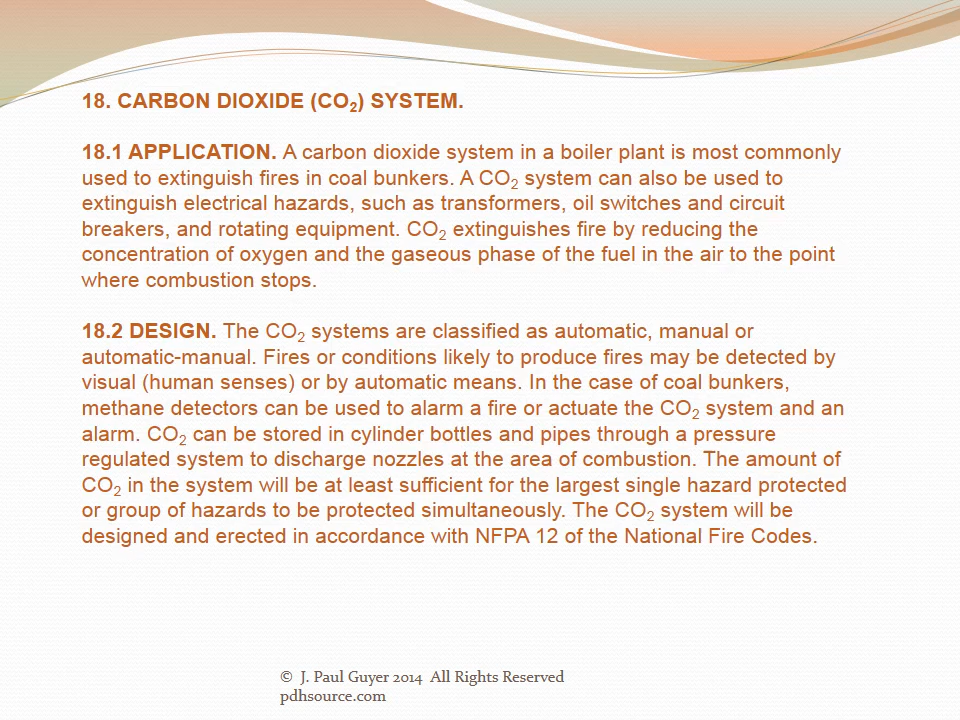 18. CARBON DIOXIDE (CO₂) SYSTEM.
18.1 APPLICATION. A carbon dioxide system in a boiler plant is most commonly
used to extinguish fires in coal bunkers. A CO₂ system can also be used to
extinguish electrical hazards, such as transformers, oil switches and circuit
breakers, and rotating equipment. CO₂ extinguishes fire by reducing the
concentration of oxygen and the gaseous phase of the fuel in the air to the point
where combustion stops.
18.2 DESIGN. The CO₂ systems are classified as automatic, manual or
automatic-manual. Fires or conditions likely to produce fires may be detected by
visual (human senses) or by automatic means. In the case of coal bunkers,
methane detectors can be used to alarm a fire or actuate the CO₂ system and an
alarm. CO₂ can be stored in cylinder bottles and pipes through a pressure
regulated system to discharge nozzles at the area of combustion. The amount of
CO₂ in the system will be at least sufficient for the largest single hazard protected
or group of hazards to be protected simultaneously. The CO₂ system will be
designed and erected in accordance with NFPA 12 of the National Fire Codes.
© J. Paul Guyer 2014 All Rights Reserved
pdhsource.com